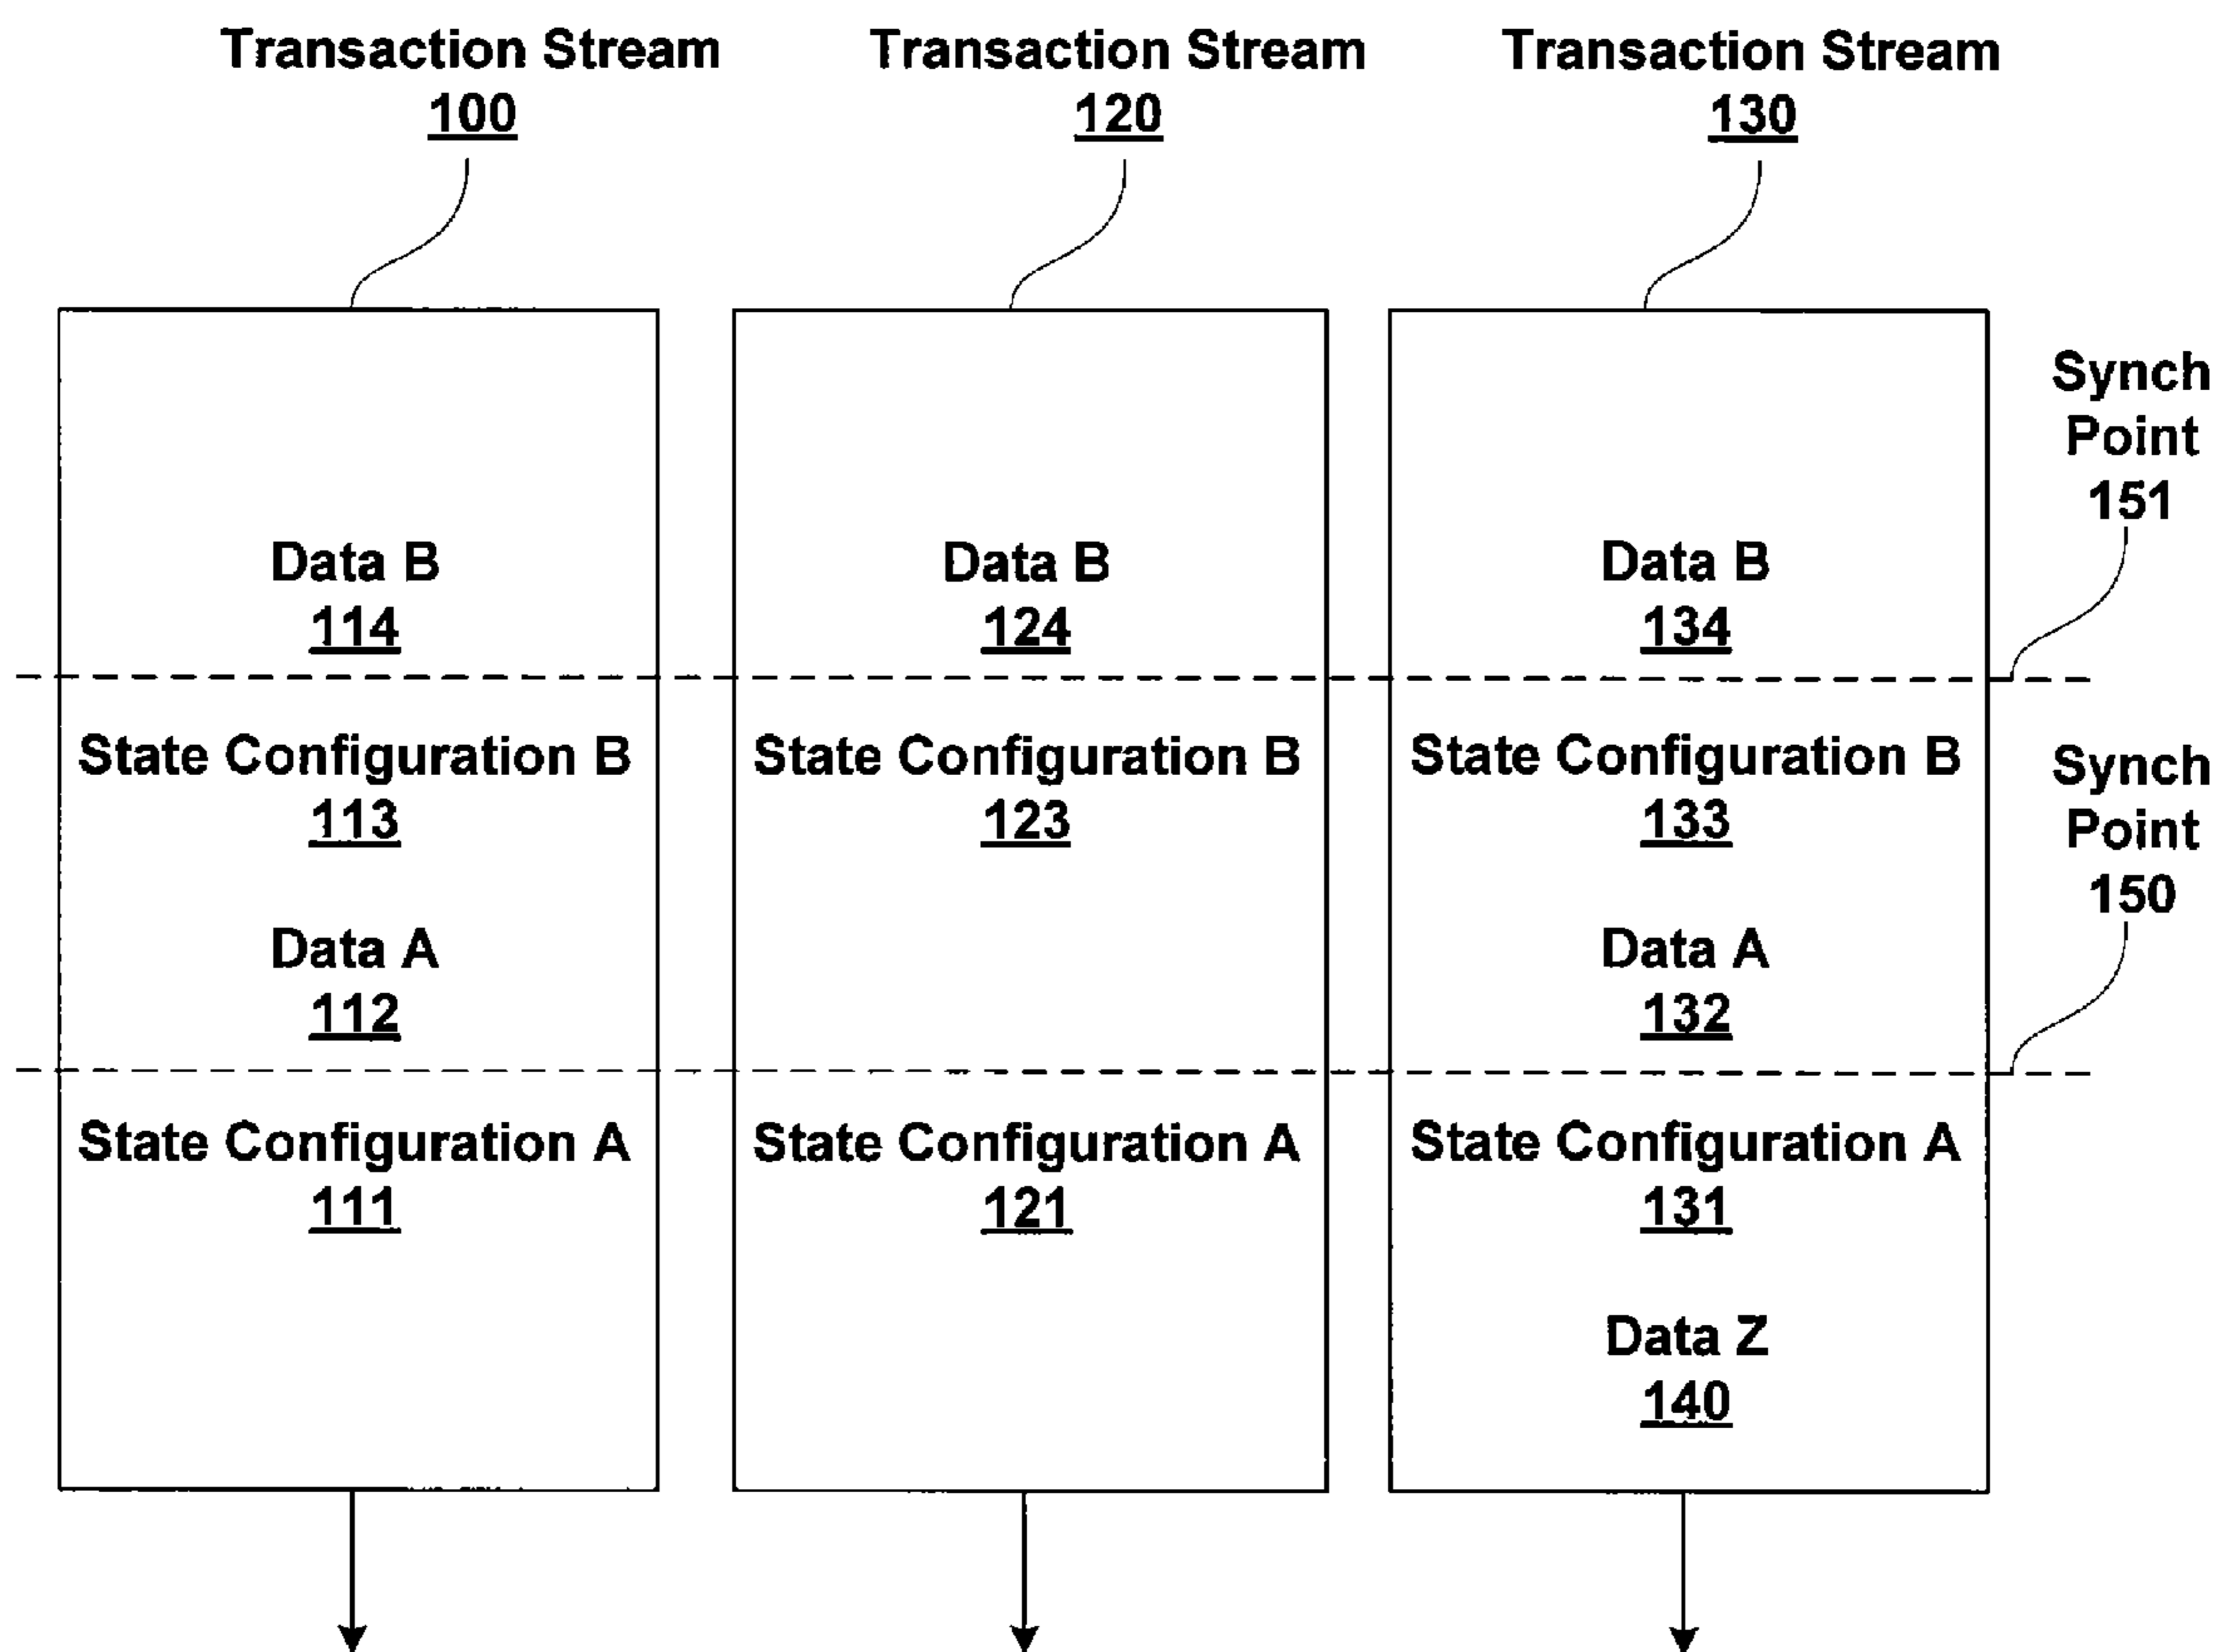 Transaction Stream
100
Transaction Stream
120
Transaction Stream
130
Synch
Point
151
Data B
114
Data B
124
Data B
134
State Configuration B
113
State Configuration B
123
State Configuration B
133
Synch
Point
150
Data A
112
Data A
132
State Configuration A
111
State Configuration A
121
State Configuration A
131
Data Z
140